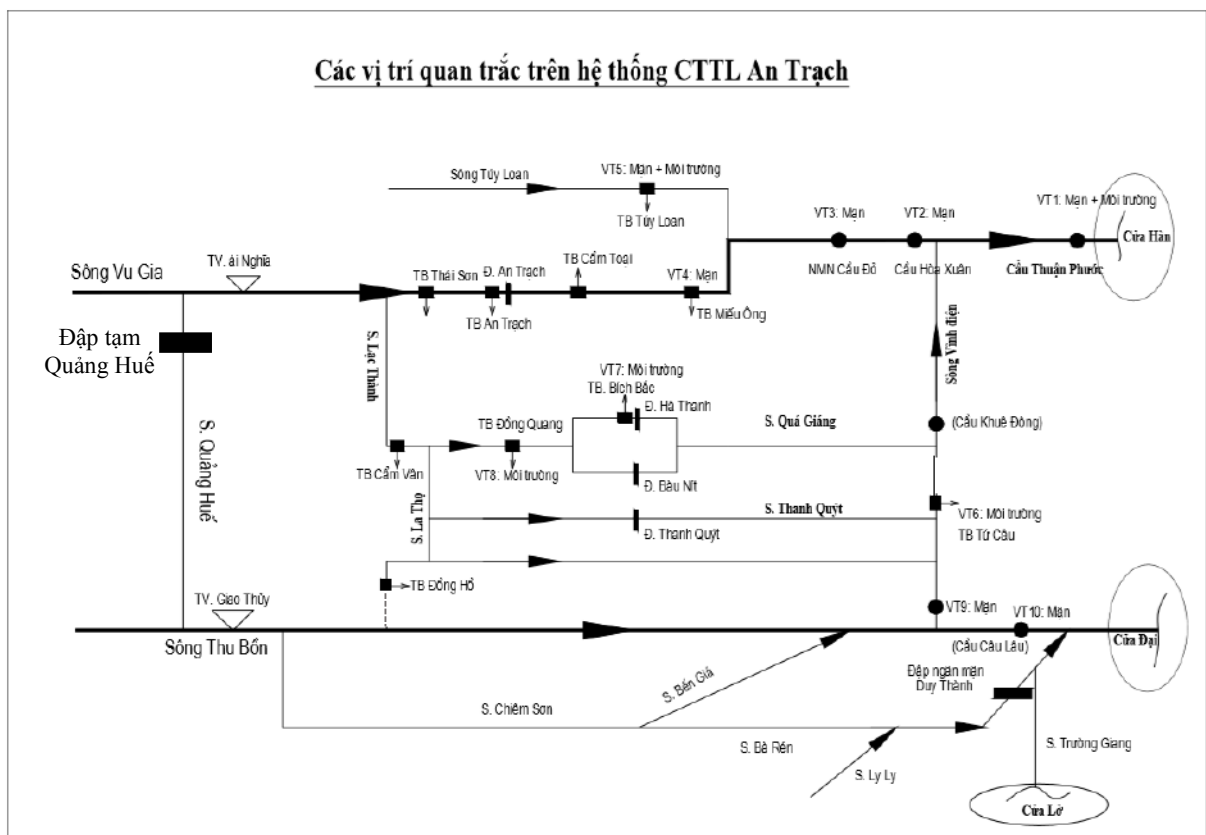 Các vị trí quan trắc trên hệ thống CTTL An Trạch
VT5: Mặn + Môi trường
Sông Túy Loan
TB Túy Loan
VT3: Mặn
VT2: Mặn
VT1: Mặn + Môi trường
Cửa Hàn
Sông Vu Gia
TV. ái Nghĩa
TB Thái Sơn
Đ. An Trạch
TB Cẩm Toại
VT4: Mặn
NMN Cầu Đỏ
Cầu Hòa Xuân
Cầu Thuận Phước
TB An Trạch
TB Miếu Ông
Đập tạm
Quảng Huế
S. Lạc Thành
Sông Vĩnh điện
VT7: Môi trường
TB. Bích Bắc
Đ. Hà Thanh
TB Đồng Quang
S. Quá Giáng
(Cầu Khuê Đông)
S. Quảng Huế
TB Cẩm Văn
VT8: Môi trường
Đ. Bàu Nít
S. La Thọ
S. Thanh Quýt
VT6: Môi trường
TB Tứ Câu
Đ. Thanh Quýt
TB Đồng Hồ
TV. Giao Thủy
VT9: Mặn
VT10: Mặn
Sông Thu Bồn
(Cầu Câu Lâu)
Cửa Đại
Đập ngăn mặn
Duy Thành
S. Bến Giá
S. Chiêm Sơn
S. Bà Rén
S. Trường Giang
S. Ly Ly
Cửa Lở